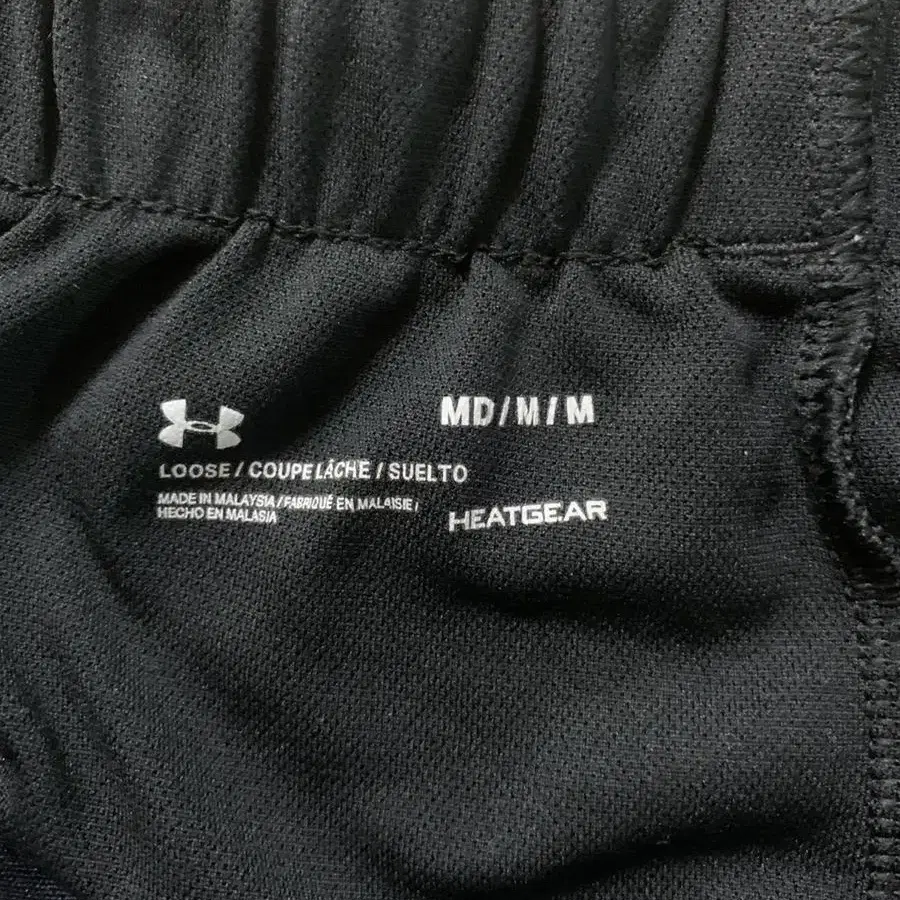 MD/M/M
LOOSE / COUPE LÂCHE / SUELTO
MADE IN MALAYSIA / FABRIQUÉ EN MALAISIE /
HECHO EN MALASIA
HEATGEAR